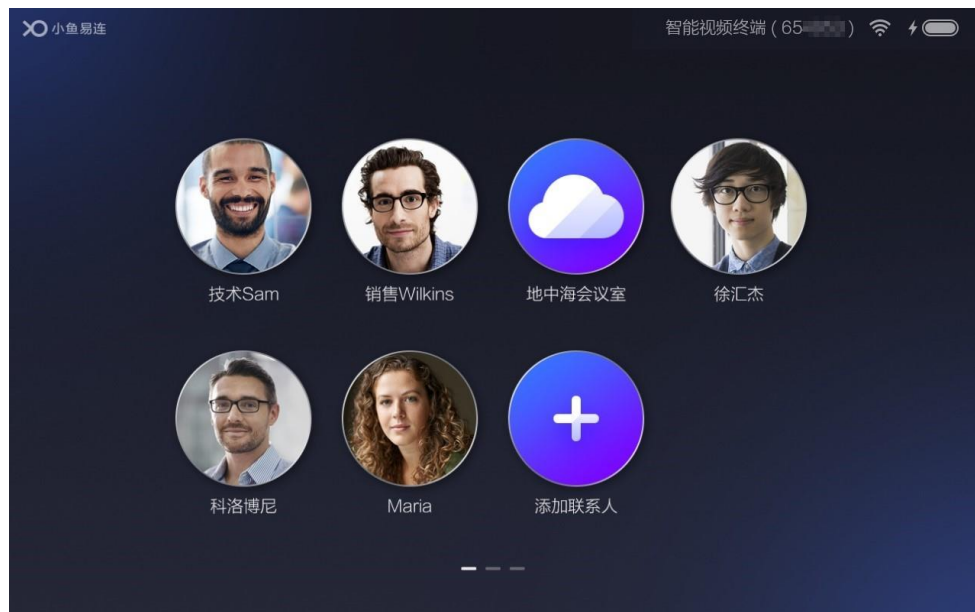 小鱼易连
智能视频终端 ( 65 )
技术Sam
销售Wilkins
地中海会议室
徐汇杰
科洛博尼
Maria
添加联系人